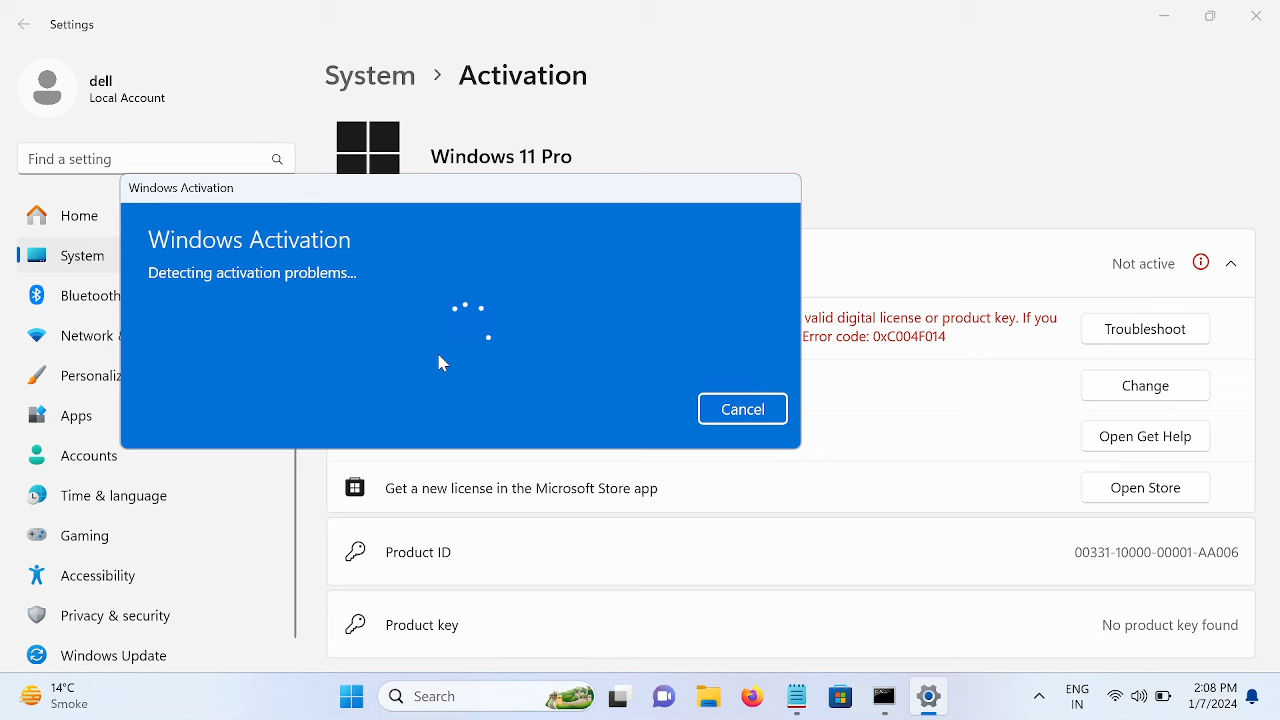 Settings
dell
Local Account
System > Activation
Find a setting
Windows 11 Pro
Windows Activation
Windows Activation
Detecting activation problems...
Cancel
Home
System
Bluetooth
Network &
Personaliz
Apps
Accounts
Time & language
Gaming
Accessibility
Privacy & security
Windows Update
Not active
valid digital license or product key. If you
Error code: 0xC004F014
Troubleshoot
Change
Open Get Help
Get a new license in the Microsoft Store app
Open Store
Product ID
00331-10000-00001-AA006
Product key
No product key found
14°C
Smoke
Search
ENG
IN
2:08 PM
1/7/2024